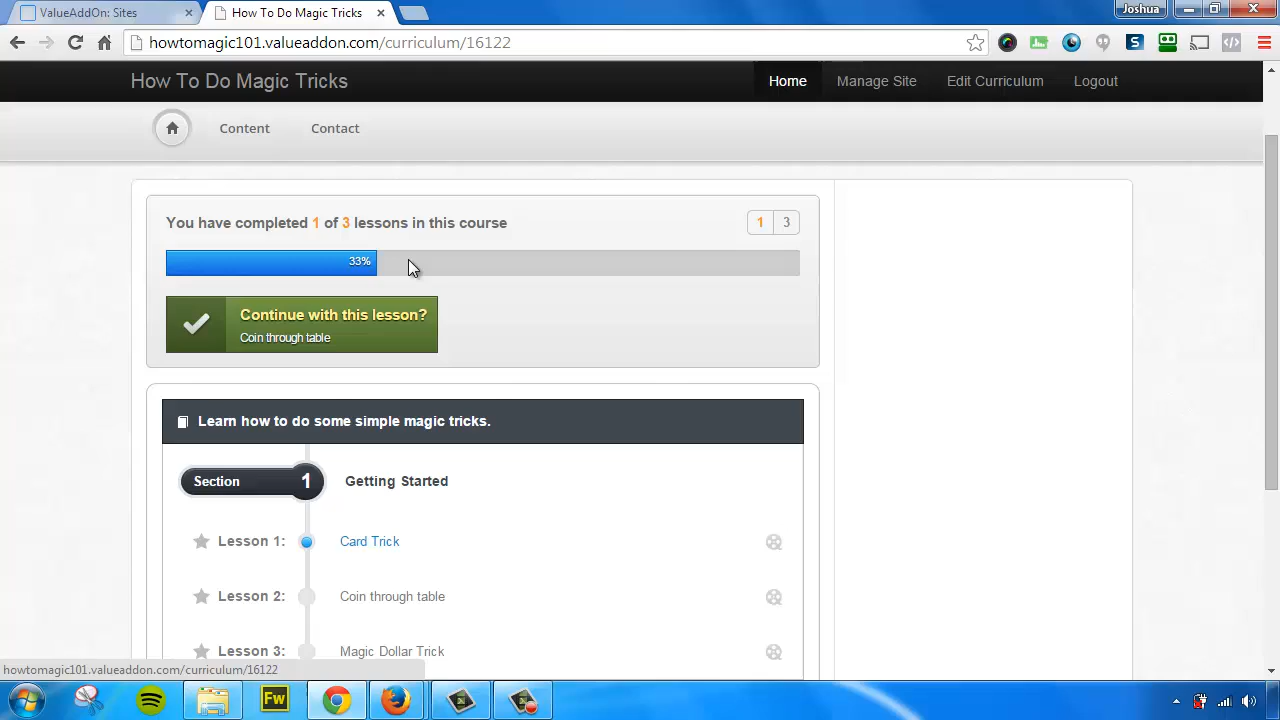 ValueAddOn: Sites
How To Do Magic Tricks
Joshua
howtomagic101.valueaddon.com/curriculum/16122
How To Do Magic Tricks
Home
Manage Site
Edit Curriculum
Logout
Content
Contact
You have completed 1 of 3 lessons in this course
1 3
33%
Continue with this lesson?
Coin through table
Learn how to do some simple magic tricks.
Section 1 Getting Started
Lesson 1: Card Trick
Lesson 2: Coin through table
Lesson 3: Magic Dollar Trick
howtomagic101.valueaddon.com/curriculum/16122
Fw